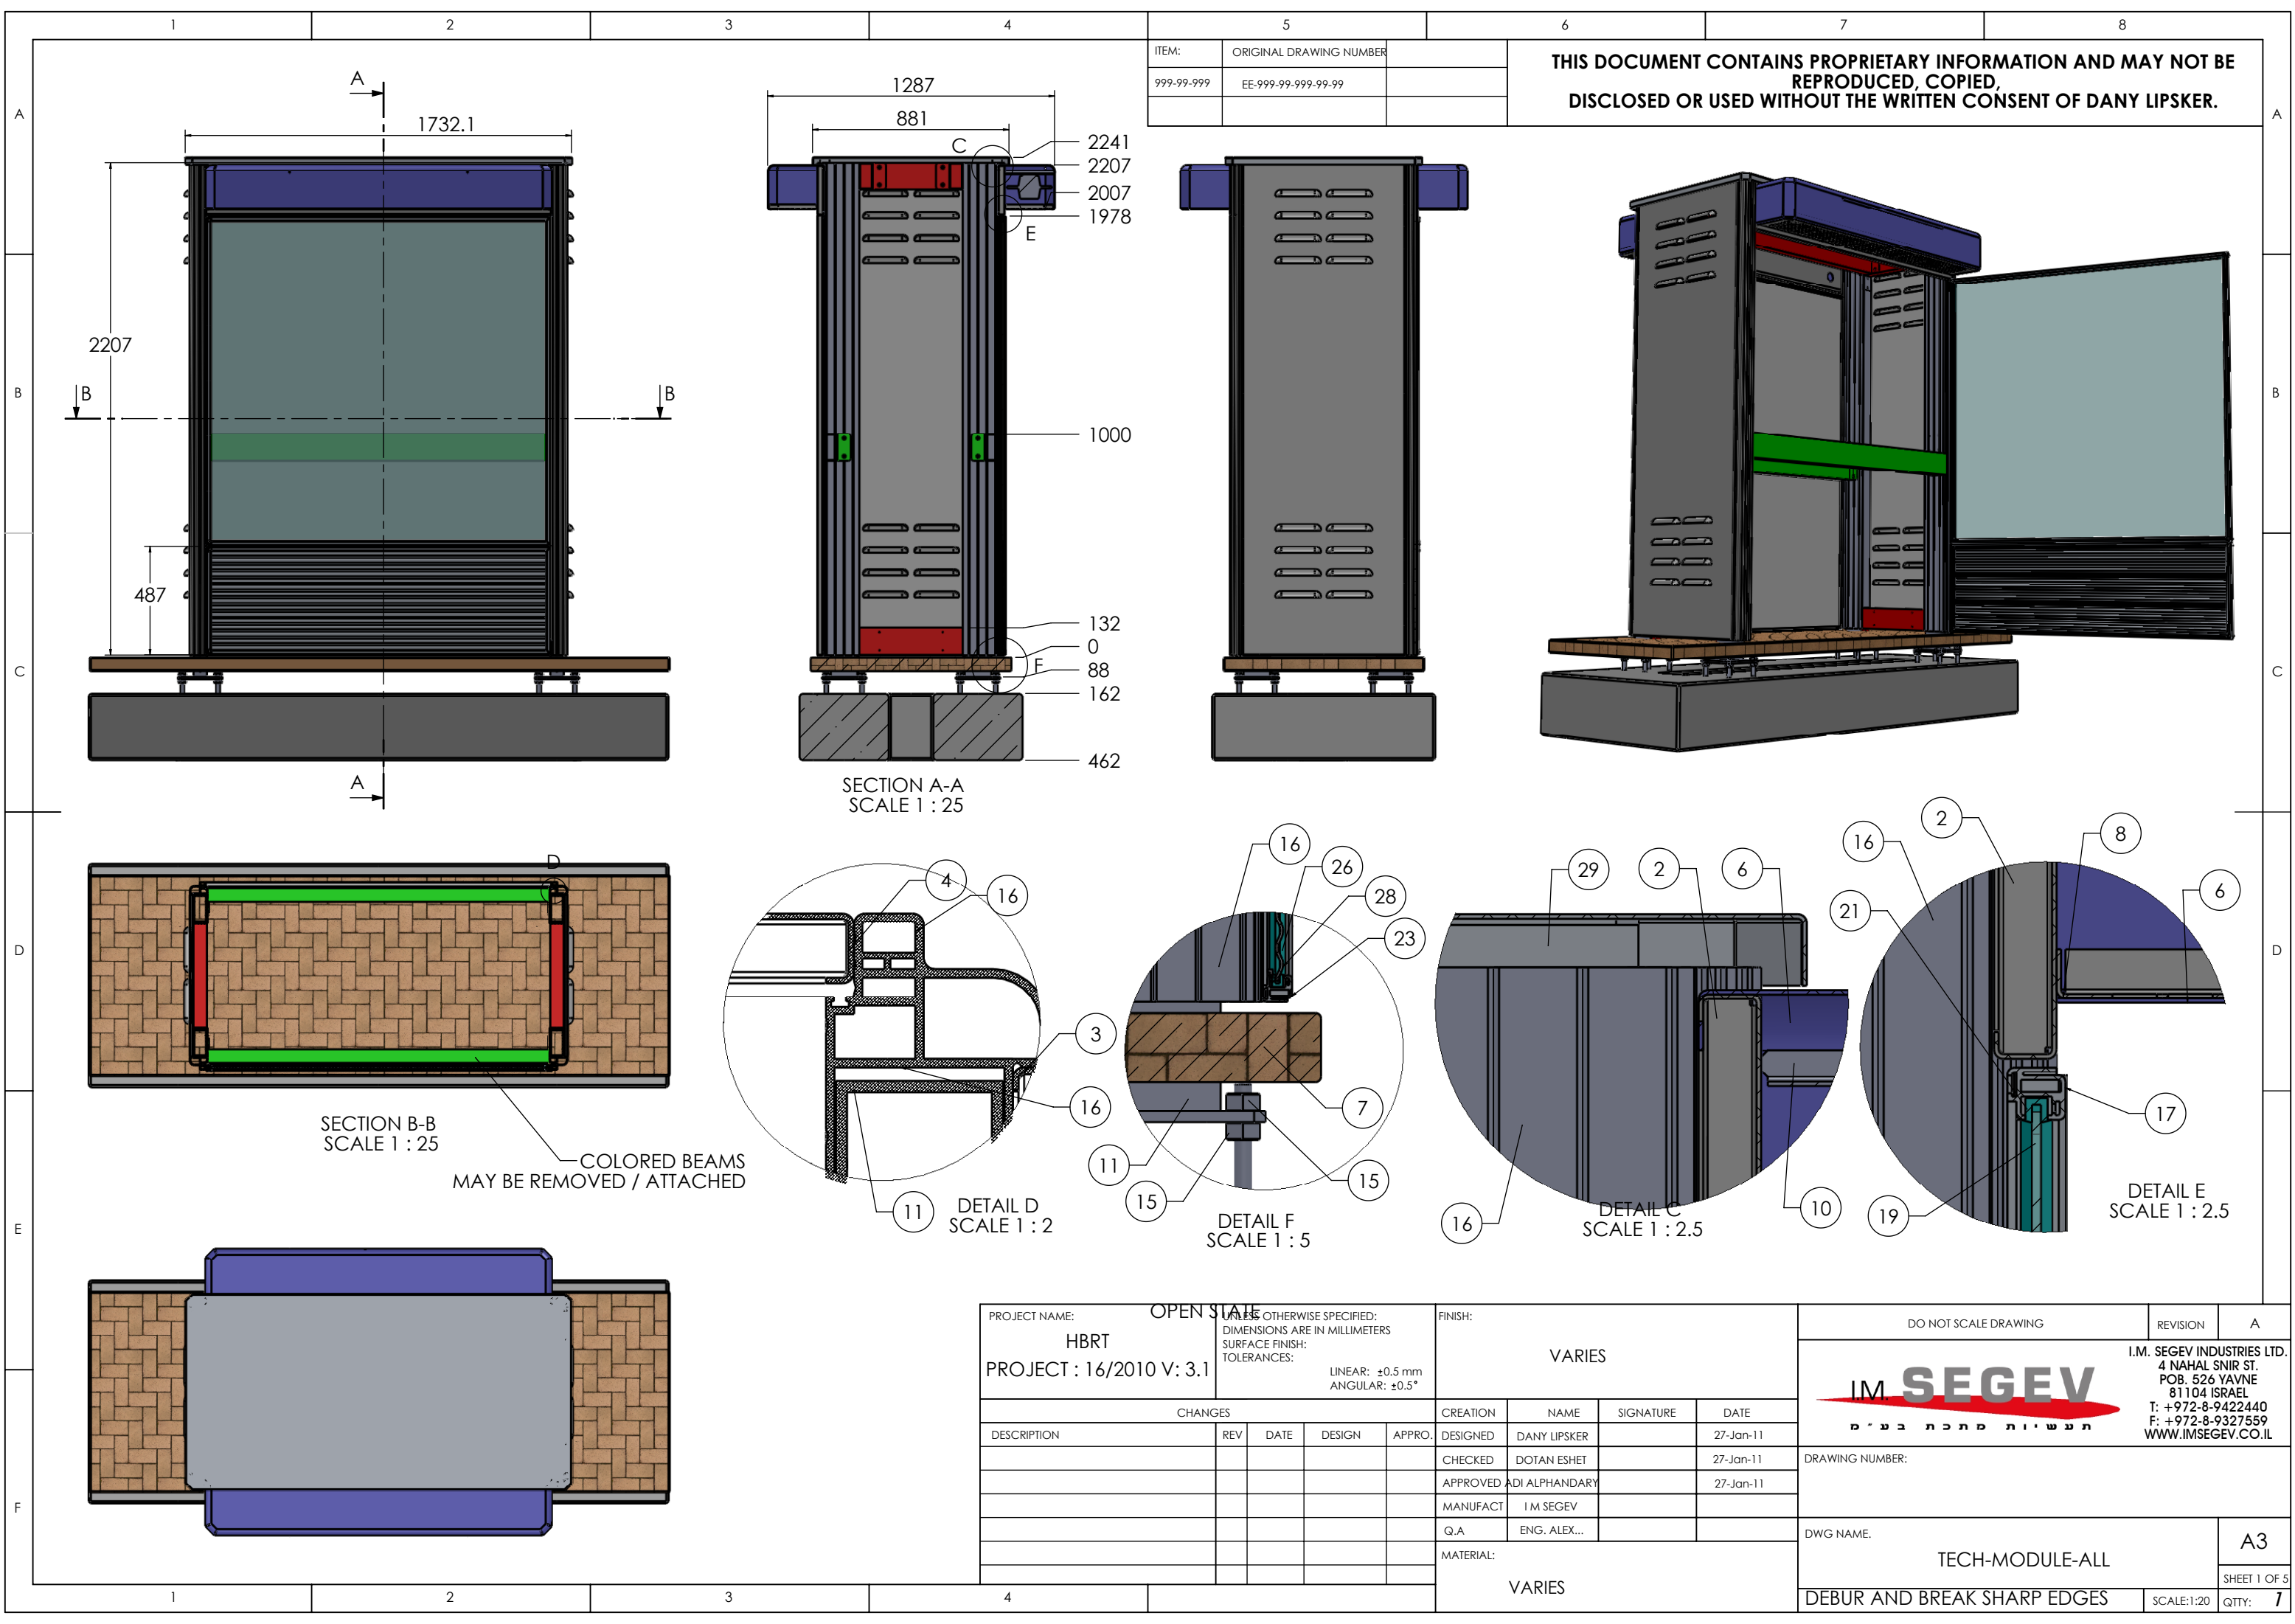 1 2 3 4 5 6 7 8
A B C D E F
A B C D E F
ITEM: ORIGINAL DRAWING NUMBER
999-99-999 EE-999-99-999-99-99
THIS DOCUMENT CONTAINS PROPRIETARY INFORMATION AND MAY NOT BE
REPRODUCED, COPIED,
DISCLOSED OR USED WITHOUT THE WRITTEN CONSENT OF DANY LIPSKER.
A
1732.1
2207
B B
487
A
1287
881
C
2241
2207
2007
1978
E
1000
132
0
F
88
162
462
SECTION A-A
SCALE 1 : 25
D
SECTION B-B
SCALE 1 : 25
COLORED BEAMS
MAY BE REMOVED / ATTACHED
4
16
3
16
11
DETAIL D
SCALE 1 : 2
16
26
28
23
7
11
15
15
DETAIL F
SCALE 1 : 5
29
2
6
16
10
DETAIL C
SCALE 1 : 2.5
16
2
8
21
6
17
19
DETAIL E
SCALE 1 : 2.5
OPEN STATE
PROJECT NAME:
HBRT
PROJECT : 16/2010 V: 3.1
UNLESS OTHERWISE SPECIFIED:
DIMENSIONS ARE IN MILLIMETERS
SURFACE FINISH:
TOLERANCES:
LINEAR: ±0.5 mm
ANGULAR: ±0.5°
FINISH:
VARIES
CHANGES
DESCRIPTION REV DATE DESIGN APPRO.
CREATION NAME SIGNATURE DATE
DESIGNED DANY LIPSKER 27-Jan-11
CHECKED DOTAN ESHET 27-Jan-11
APPROVED ADI ALPHANDARY 27-Jan-11
MANUFACT I M SEGEV
Q.A ENG. ALEX...
MATERIAL:
VARIES
DO NOT SCALE DRAWING REVISION A
I.M. SEGEV
תעשיות מתכת בע"מ
I.M. SEGEV INDUSTRIES LTD.
4 NAHAL SNIR ST.
POB. 526 YAVNE
81104 ISRAEL
T: +972-8-9422440
F: +972-8-9327559
WWW.IMSEGEV.CO.IL
DRAWING NUMBER:
DWG NAME.
TECH-MODULE-ALL
A3
SHEET 1 OF 5
DEBUR AND BREAK SHARP EDGES SCALE:1:20 QTTY: 1
1 2 3 4